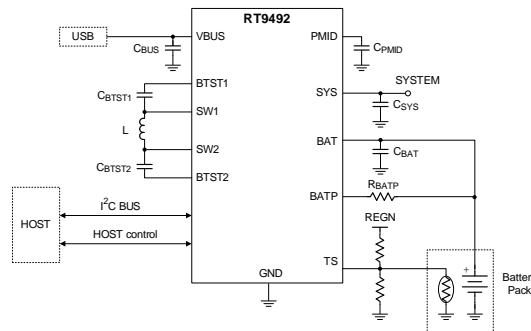 RT9492
USB
VBUS
PMID
CBUS
CPMID
BTST1
SYS
SYSTEM
CBTST1
CSYS
SW1
L
BAT
SW2
CBAT
CBTST2
BTST2
BATP
RBATP
I2C BUS
HOST
REGN
HOST control
TS
GND
+
Batter
Pack